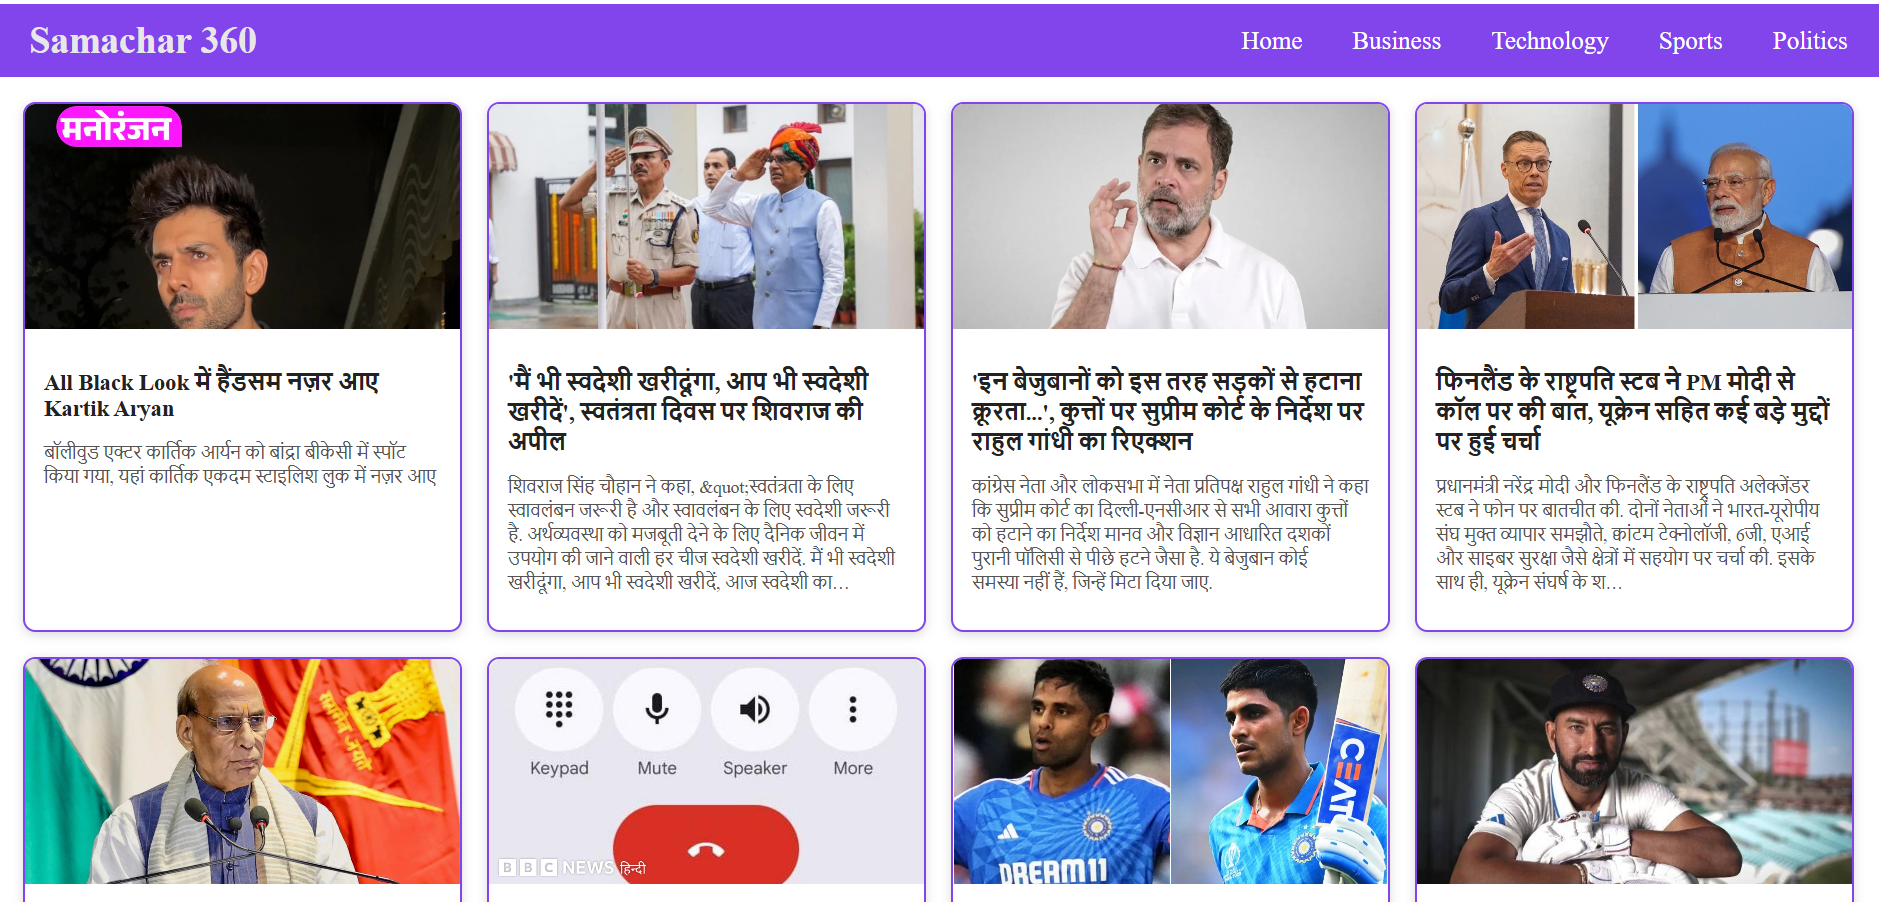 Samachar 360
Home
Business
Technology
Sports
Politics
मनोरंजन
All Black Look में हैंडसम नज़र आए
Kartik Aryan
बॉलीवुड एक्टर कार्तिक आर्यन को बांद्रा बीकेसी में स्पॉट
किया गया, यहां कार्तिक एकदम स्टाइलिश लुक में नज़र आए
'मैं भी स्वदेशी खरीदूंगा, आप भी स्वदेशी
खरीदें', स्वतंत्रता दिवस पर शिवराज की
अपील
शिवराज सिंह चौहान ने कहा, &quot;स्वतंत्रता के लिए
स्वावलंबन जरूरी है और स्वावलंबन के लिए स्वदेशी जरूरी
है. अर्थव्यवस्था को मजबूती देने के लिए दैनिक जीवन में
उपयोग की जाने वाली हर चीज स्वदेशी खरीदें. मैं भी स्वदेशी
खरीदूंगा, आप भी स्वदेशी खरीदें, आज स्वदेशी का…
'इन बेजुबानों को इस तरह सड़कों से हटाना
क्रूरता...', कुत्तों पर सुप्रीम कोर्ट के निर्देश पर
राहुल गांधी का रिएक्शन
कांग्रेस नेता और लोकसभा में नेता प्रतिपक्ष राहुल गांधी ने कहा
कि सुप्रीम कोर्ट का दिल्ली-एनसीआर से सभी आवारा कुत्तों
को हटाने का निर्देश मानव और विज्ञान आधारित दशकों
पुरानी पॉलिसी से पीछे हटने जैसा है. ये बेजुबान कोई
समस्या नहीं हैं, जिन्हें मिटा दिया जाए.
फिनलैंड के राष्ट्रपति स्टब ने PM मोदी से
कॉल पर की बात, यूक्रेन सहित कई बड़े मुद्दों
पर हुई चर्चा
प्रधानमंत्री नरेंद्र मोदी और फिनलैंड के राष्ट्रपति अलेक्जेंडर
स्टब ने फोन पर बातचीत की. दोनों नेताओं ने भारत-यूरोपीय
संघ मुक्त व्यापार समझौते, क्वांटम टेक्नोलॉजी, 6जी, एआई
और साइबर सुरक्षा जैसे क्षेत्रों में सहयोग पर चर्चा की. इसके
साथ ही, यूक्रेन संघर्ष के श…
सत्यमेव जयते
Keypad
Mute
Speaker
More
BBC NEWS हिन्दी
DREAM11
CEAT